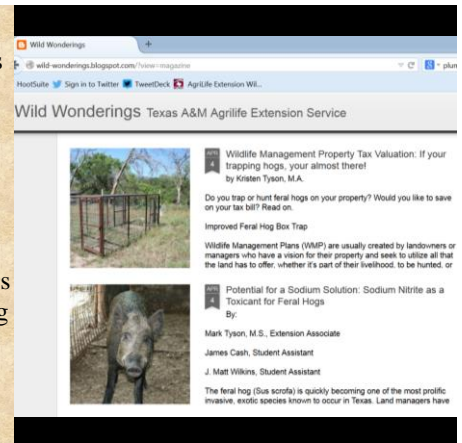 s
s
g
Wild Wonderings
+
wild-wonderings.blogspot.com/?view=magazine
plum
HootSuite Sign in to Twitter TweetDeck AgriLife Extension Wil...
Wild Wonderings Texas A&M Agrilife Extension Service
APR 4
Wildlife Management Property Tax Valuation: If your
trapping hogs, your almost there!
by Kristen Tyson, M.A.
Do you trap or hunt feral hogs on your property? Would you like to save
on your tax bill? Read on.
Improved Feral Hog Box Trap
Wildlife Management Plans (WMP) are usually created by landowners or
managers who have a vision for their property and seek to utilize all that
the land has to offer, whether it's part of their livelihood, to be hunted, or
APR 4
Potential for a Sodium Solution: Sodium Nitrite as a
Toxicant for Feral Hogs
By:
Mark Tyson, M.S., Extension Associate
James Cash, Student Assistant
J. Matt Wilkins, Student Assistant
The feral hog (Sus scrofa) is quickly becoming one of the most prolific
invasive, exotic species known to occur in Texas. Land managers have